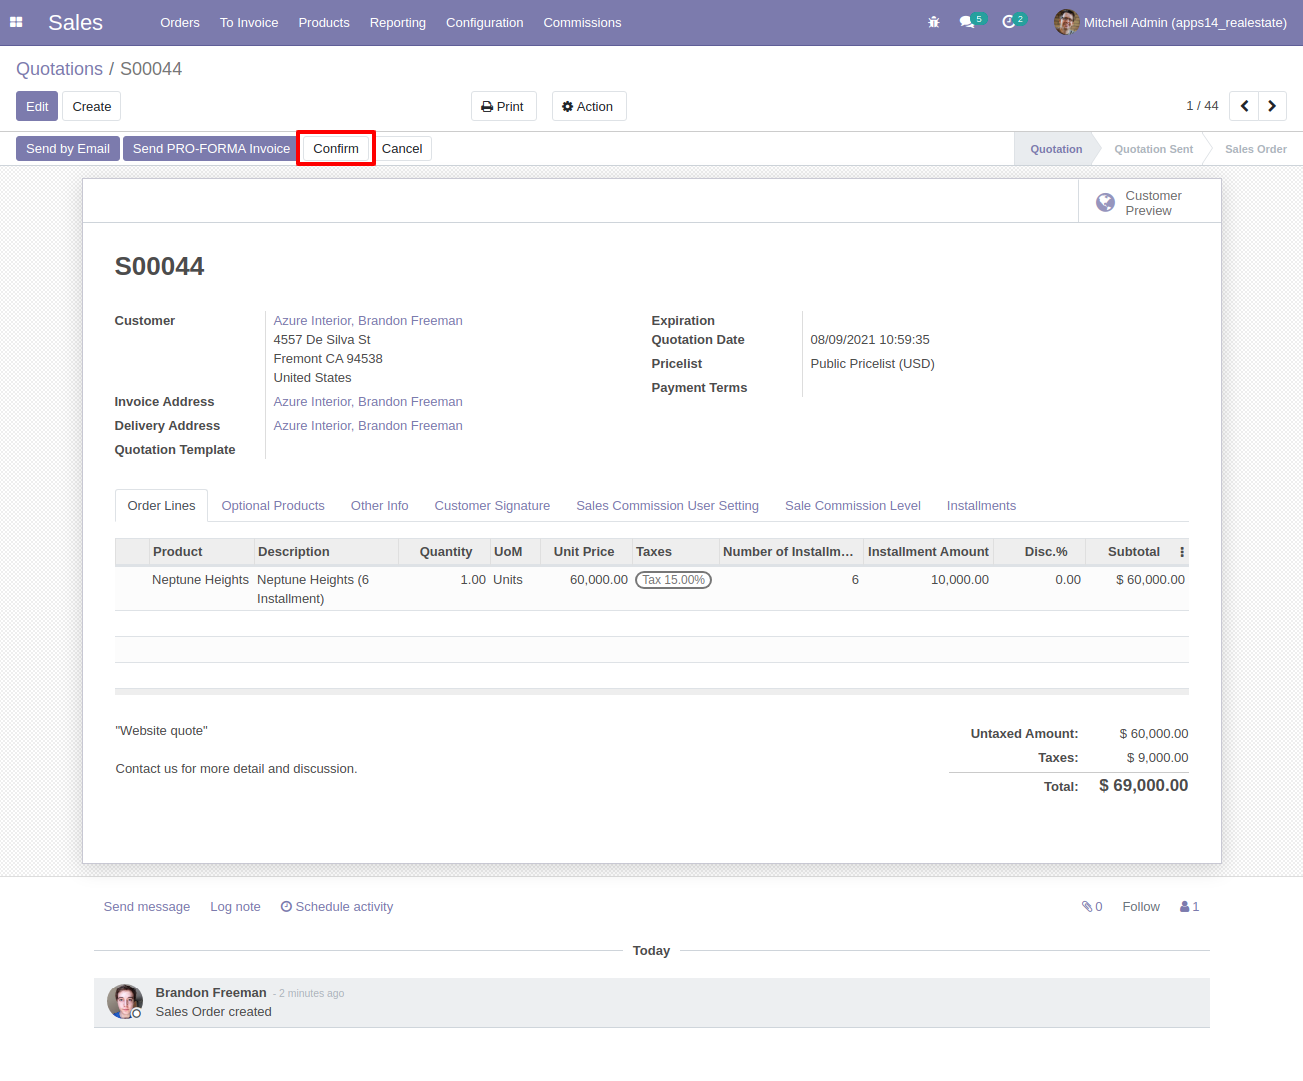 Sales Orders To Invoice Products Reporting Configuration Commissions 5 2 Mitchell Admin (apps14_realestate)
Quotations / S00044
Edit Create Print Action 1 / 44
Send by Email Send PRO-FORMA Invoice Confirm Cancel Quotation Quotation Sent Sales Order
Customer
Preview
S00044
Customer Azure Interior, Brandon Freeman Expiration
4557 De Silva St Quotation Date 08/09/2021 10:59:35
Fremont CA 94538 Pricelist Public Pricelist (USD)
United States Payment Terms
Invoice Address Azure Interior, Brandon Freeman
Delivery Address Azure Interior, Brandon Freeman
Quotation Template
Order Lines Optional Products Other Info Customer Signature Sales Commission User Setting Sale Commission Level Installments
Product Description Quantity UoM Unit Price Taxes Number of Installm... Installment Amount Disc.% Subtotal
Neptune Heights Neptune Heights (6 1.00 Units 60,000.00 Tax 15.00% 6 10,000.00 0.00 $ 60,000.00
Installment)
"Website quote" Untaxed Amount: $ 60,000.00
Taxes: $ 9,000.00
Contact us for more detail and discussion.
Total: $ 69,000.00
Send message Log note Schedule activity 0 Follow 1
Today
Brandon Freeman - 2 minutes ago
Sales Order created